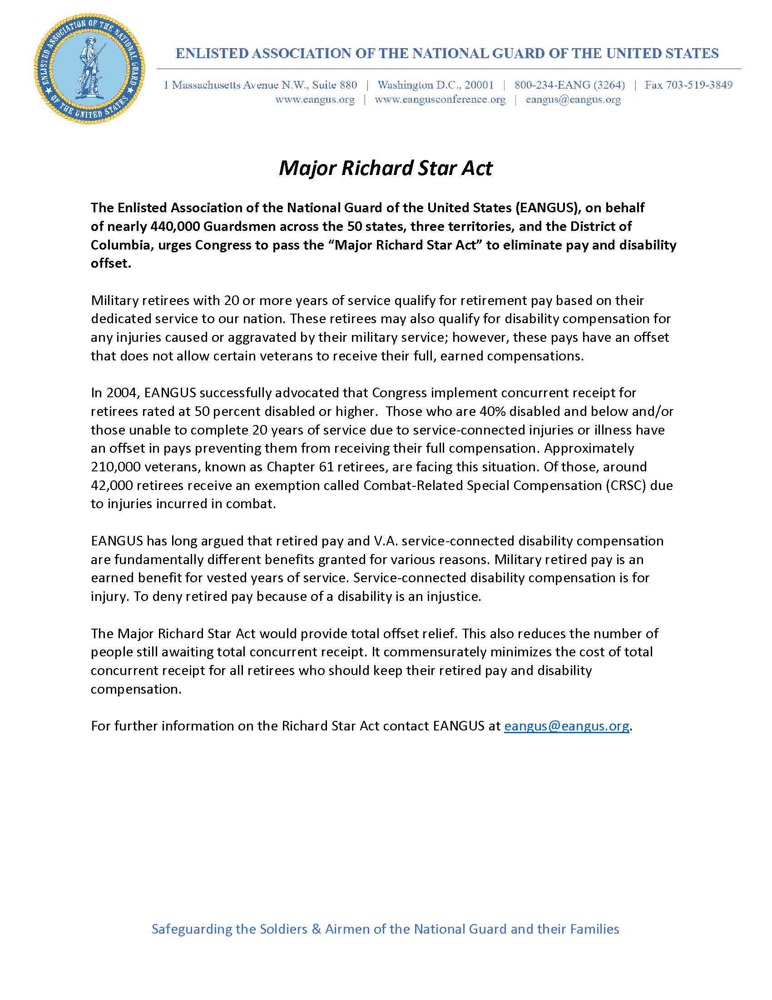 ENLISTED ASSOCIATION OF THE NATIONAL GUARD
OF THE UNITED STATES
ENLISTED ASSOCIATION OF THE NATIONAL GUARD OF THE UNITED STATES
1 Massachusetts Avenue N.W., Suite 880 | Washington D.C., 20001 | 800-234-EANG (3264) | Fax 703-519-3849
www.eangus.org | www.eangusconference.org | eangus@eangus.org
Major Richard Star Act
The Enlisted Association of the National Guard of the United States (EANGUS), on behalf
of nearly 440,000 Guardsmen across the 50 states, three territories, and the District of
Columbia, urges Congress to pass the “Major Richard Star Act” to eliminate pay and disability
offset.
Military retirees with 20 or more years of service qualify for retirement pay based on their
dedicated service to our nation. These retirees may also qualify for disability compensation for
any injuries caused or aggravated by their military service; however, these pays have an offset
that does not allow certain veterans to receive their full, earned compensations.
In 2004, EANGUS successfully advocated that Congress implement concurrent receipt for
retirees rated at 50 percent disabled or higher.  Those who are 40% disabled and below and/or
those unable to complete 20 years of service due to service-connected injuries or illness have
an offset in pays preventing them from receiving their full compensation. Approximately
210,000 veterans, known as Chapter 61 retirees, are facing this situation. Of those, around
42,000 retirees receive an exemption called Combat-Related Special Compensation (CRSC) due
to injuries incurred in combat.
EANGUS has long argued that retired pay and V.A. service-connected disability compensation
are fundamentally different benefits granted for various reasons. Military retired pay is an
earned benefit for vested years of service. Service-connected disability compensation is for
injury. To deny retired pay because of a disability is an injustice.
The Major Richard Star Act would provide total offset relief. This also reduces the number of
people still awaiting total concurrent receipt. It commensurately minimizes the cost of total
concurrent receipt for all retirees who should keep their retired pay and disability
compensation.
For further information on the Richard Star Act contact EANGUS at eangus@eangus.org.
Safeguarding the Soldiers & Airmen of the National Guard and their Families